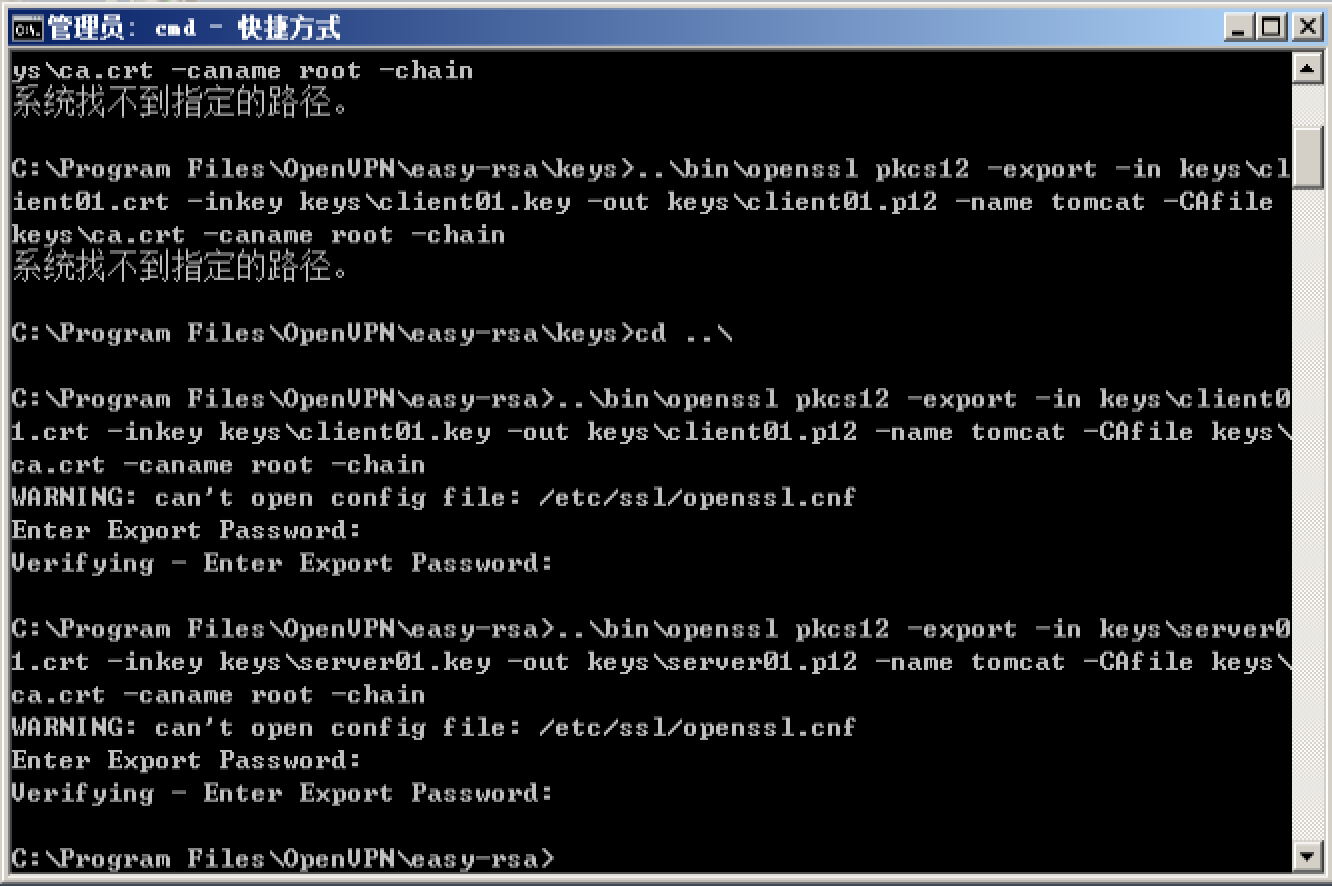 管理员: cmd - 快捷方式
ys\ca.crt -caname root -chain
系统找不到指定的路径。
C:\Program Files\OpenVPN\easy-rsa\keys>..\bin\openssl pkcs12 -export -in keys\cl
ient01.crt -inkey keys\client01.key -out keys\client01.p12 -name tomcat -CAfile
keys\ca.crt -caname root -chain
系统找不到指定的路径。
C:\Program Files\OpenVPN\easy-rsa\keys>cd ..\
C:\Program Files\OpenVPN\easy-rsa>..\bin\openssl pkcs12 -export -in keys\client0
1.crt -inkey keys\client01.key -out keys\client01.p12 -name tomcat -CAfile keys\
ca.crt -caname root -chain
WARNING: can't open config file: /etc/ssl/openssl.cnf
Enter Export Password:
Verifying - Enter Export Password:
C:\Program Files\OpenVPN\easy-rsa>..\bin\openssl pkcs12 -export -in keys\server0
1.crt -inkey keys\server01.key -out keys\server01.p12 -name tomcat -CAfile keys\
ca.crt -caname root -chain
WARNING: can't open config file: /etc/ssl/openssl.cnf
Enter Export Password:
Verifying - Enter Export Password:
C:\Program Files\OpenVPN\easy-rsa>